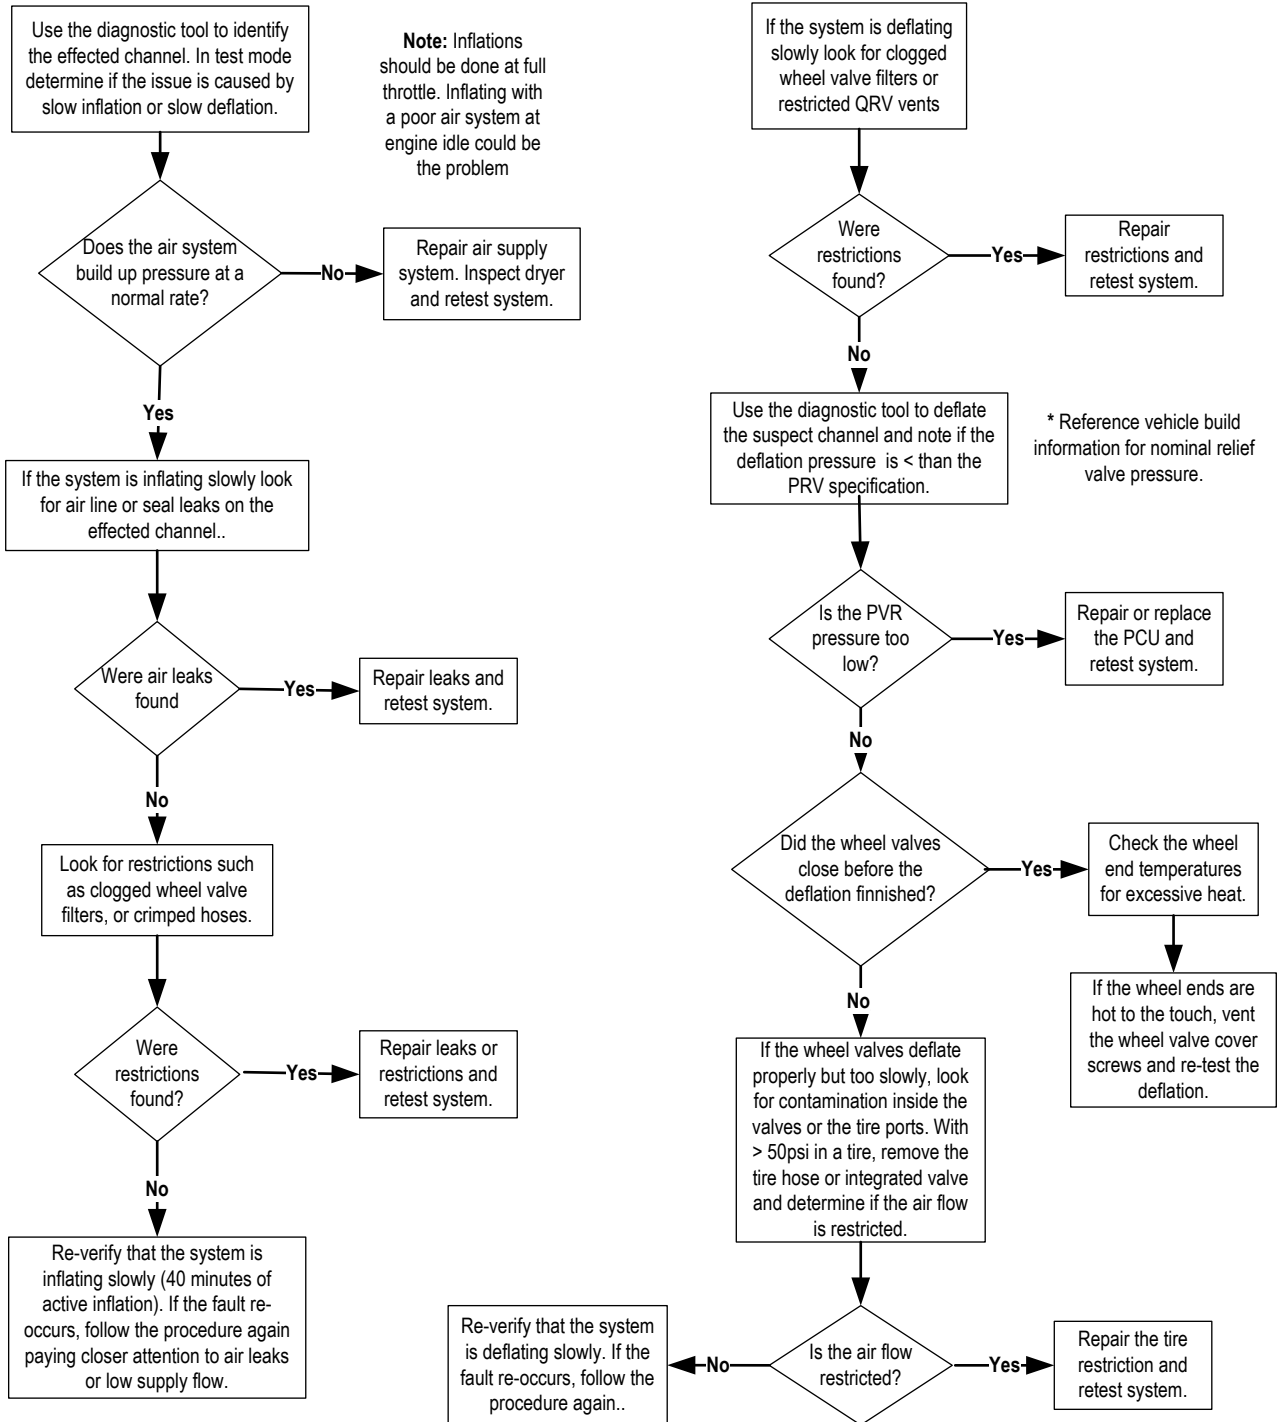 Use the diagnostic tool to identify
the effected channel. In test mode
determine if the issue is caused by
slow inflation or slow deflation.
Note: Inflations
should be done at full
throttle. Inflating with
a poor air system at
engine idle could be
the problem
Does the air system
build up pressure at a
normal rate?
No
Repair air supply
system. Inspect dryer
and retest system.
Yes
If the system is inflating slowly look
for air line or seal leaks on the
effected channel..
Were air leaks
found
Yes
Repair leaks and
retest system.
No
Look for restrictions such
as clogged wheel valve
filters, or crimped hoses.
Were
restrictions
found?
Yes
Repair leaks or
restrictions and
retest system.
No
Re-verify that the system is
inflating slowly (40 minutes of
active inflation). If the fault re-
occurs, follow the procedure again
paying closer attention to air leaks
or low supply flow.
If the system is deflating
slowly look for clogged
wheel valve filters or
restricted QRV vents
Were
restrictions
found?
Yes
Repair
restrictions and
retest system.
No
Use the diagnostic tool to deflate
the suspect channel and note if the
deflation pressure is < than the
PRV specification.
* Reference vehicle build
information for nominal relief
valve pressure.
Is the PVR
pressure too
low?
Yes
Repair or replace
the PCU and
retest system.
No
Did the wheel valves
close before the
deflation finnished?
Yes
Check the wheel
end temperatures
for excessive heat.
If the wheel ends are
hot to the touch, vent
the wheel valve cover
screws and re-test the
deflation.
No
If the wheel valves deflate
properly but too slowly, look
for contamination inside the
valves or the tire ports. With
> 50psi in a tire, remove the
tire hose or integrated valve
and determine if the air flow
is restricted.
Is the air flow
restricted?
No
Re-verify that the system
is deflating slowly. If the
fault re-occurs, follow the
procedure again..
Yes
Repair the tire
restriction and
retest system.